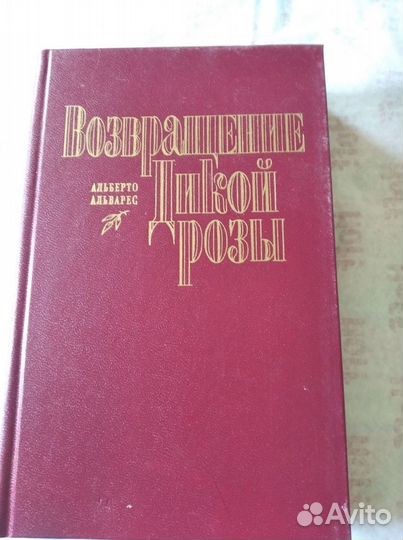 Возвращение
Альберто
Альварес
Дикой
розы
Avito